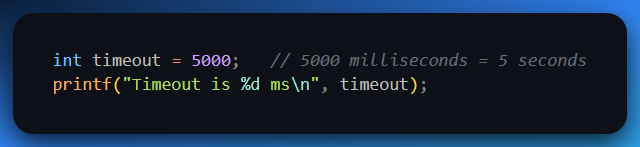 int timeout = 5000;   // 5000 milliseconds = 5 seconds
printf("Timeout is %d ms\n", timeout);